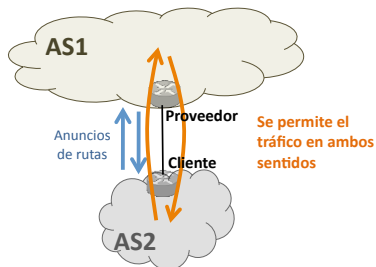 AS1
Proveedor
Anuncios
de rutas
Se permite el
tráfico en ambos
sentidos
Cliente
AS2